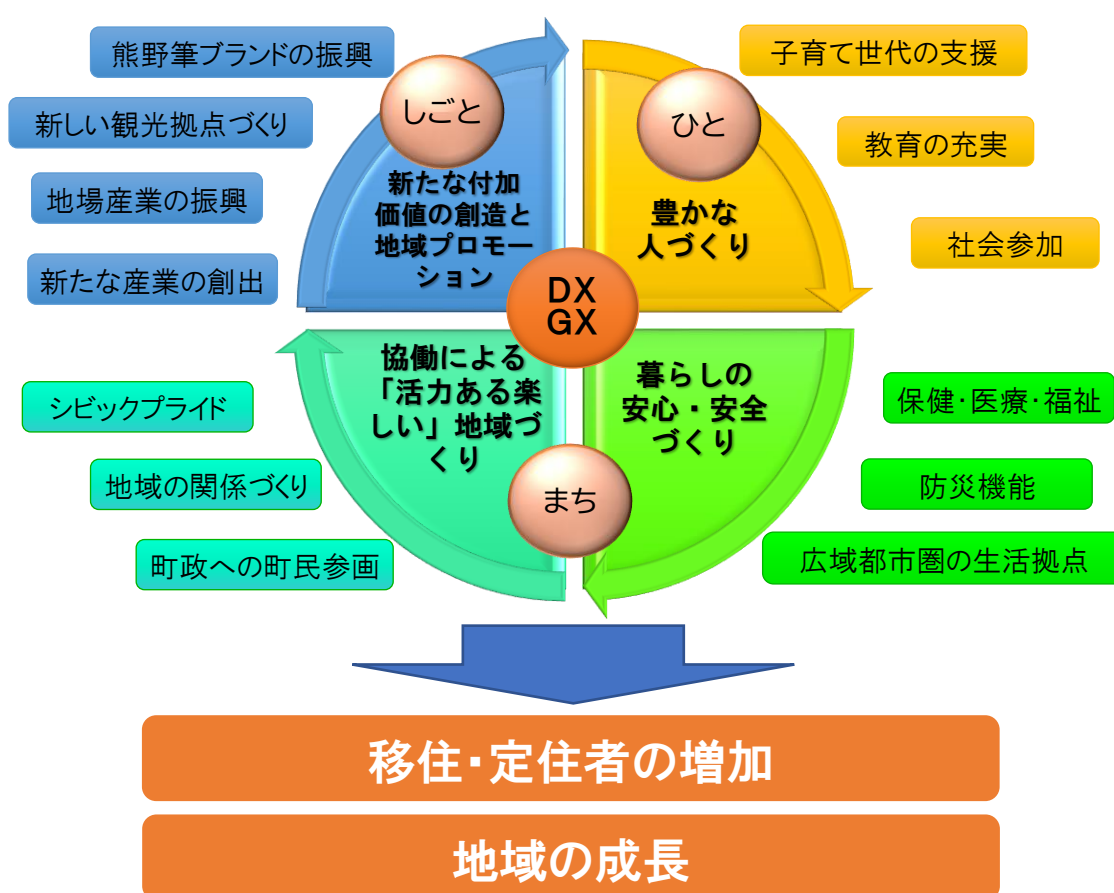 熊野筆ブランドの振興
新しい観光拠点づくり
地場産業の振興
新たな産業の創出
しごと
新たな付加
価値の創造と
地域プロモー
ション
ひと
豊かな
人づくり
子育て世代の支援
教育の充実
社会参加
DX
GX
協働による
「活力ある楽
しい」地域づ
くり
シビックプライド
地域の関係づくり
町政への町民参画
まち
暮らしの
安心・安全
づくり
保健・医療・福祉
防災機能
広域都市圏の生活拠点
移住・定住者の増加
地域の成長